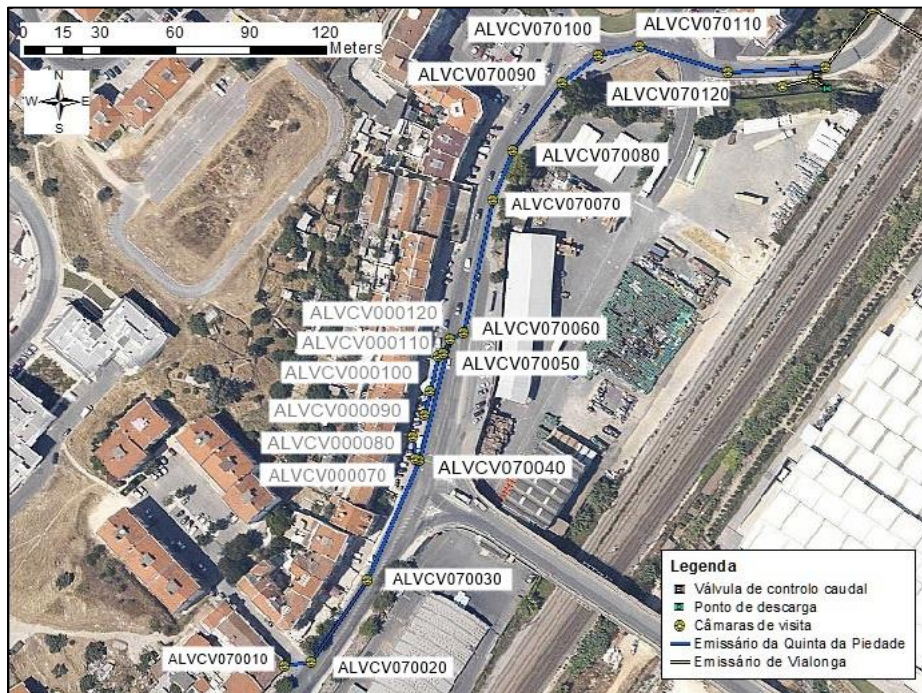 0 15 30 60 90 120
Meters
N
W E
S
ALVCV070100
ALVCV070110
ALVCV070090
ALVCV070120
ALVCV070080
ALVCV070070
ALVCV000120
ALVCV070060
ALVCV000110
ALVCV070050
ALVCV000100
ALVCV000090
ALVCV000080
ALVCV070040
ALVCV000070
ALVCV070030
ALVCV070010
ALVCV070020
Legenda
Válvula de controlo caudal
Ponto de descarga
Câmaras de visita
Emissário da Quinta da Piedade
Emissário de Vialonga